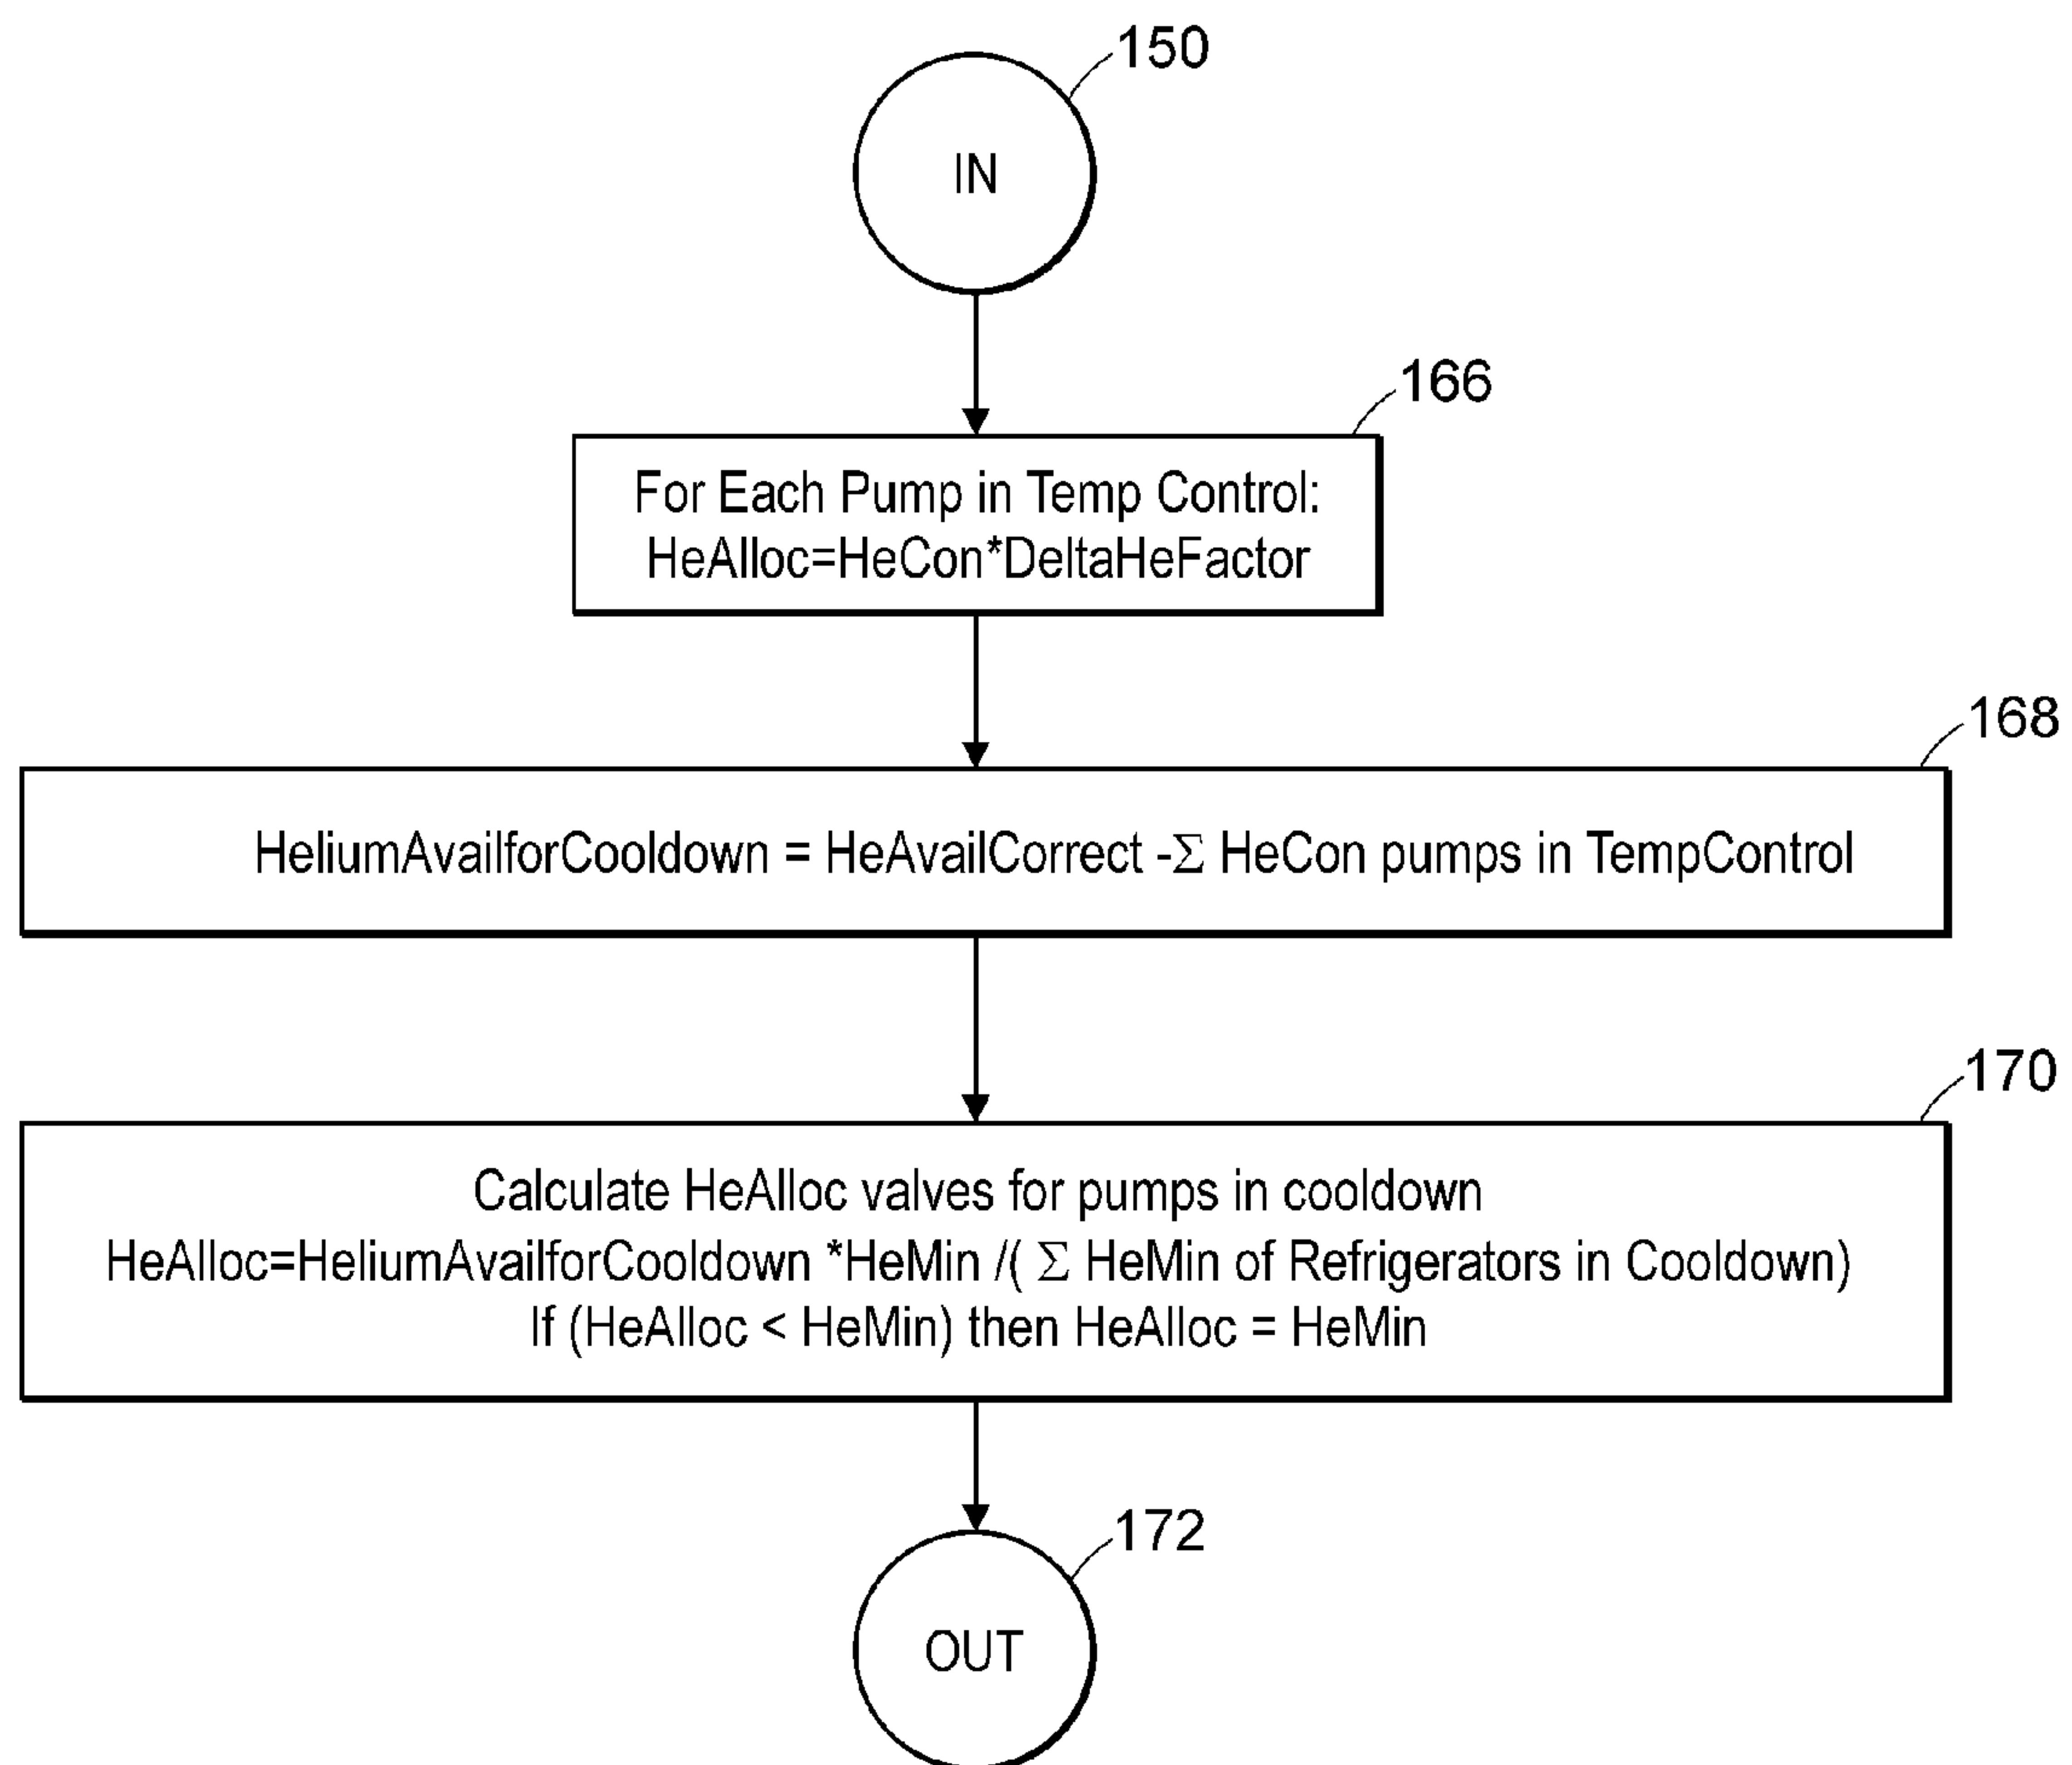 150
IN
166
For Each Pump in Temp Control:
HeAlloc=HeCon*DeltaHeFactor
168
HeliumAvailforCooldown = HeAvailCorrect -Σ HeCon pumps in TempControl
170
Calculate HeAlloc valves for pumps in cooldown
HeAlloc=HeliumAvailforCooldown *HeMin /( Σ HeMin of Refrigerators in Cooldown)
If (HeAlloc < HeMin) then HeAlloc = HeMin
172
OUT